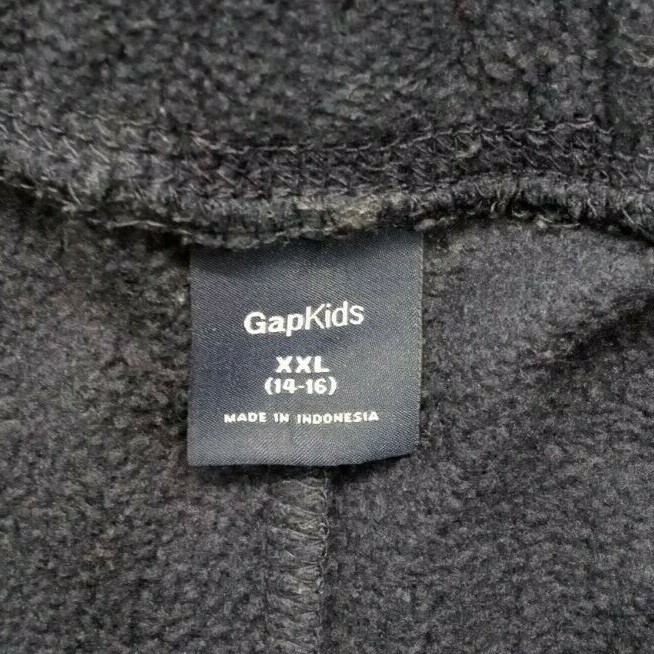 GapKids
XXL
(14-16)
MADE IN INDONESIA